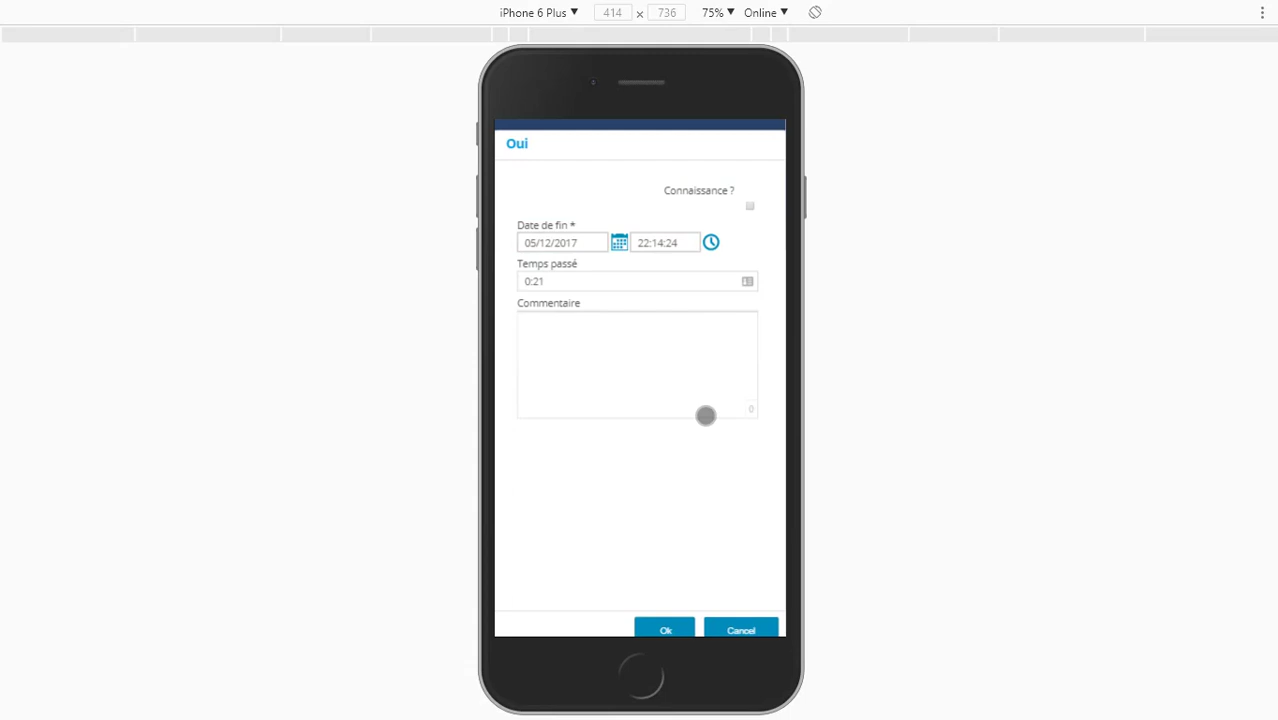 iPhone 6 Plus ▼ 414 x 736 75% ▼ Online ▼
Oui
Connaissance ?
Date de fin *
05/12/2017 22:14:24
Temps passé
0:21
Commentaire
0
Ok Cancel